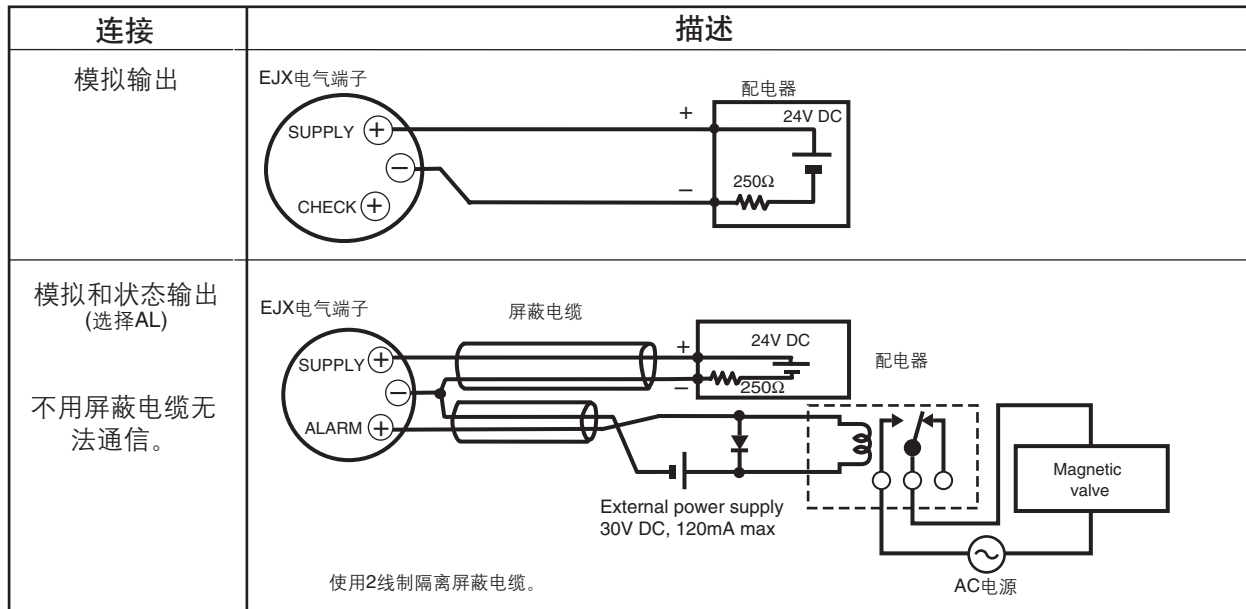 连接
描述
模拟输出
EJX电气端子
SUPPLY +
−
CHECK +
+
−
配电器
24V DC
250Ω
模拟和状态输出
(选择AL)
不用屏蔽电缆无
法通信。
EJX电气端子
屏蔽电缆
SUPPLY +
−
ALARM +
+
−
24V DC
250Ω
配电器
External power supply
30V DC, 120mA max
Magnetic
valve
AC电源
使用2线制隔离屏蔽电缆。